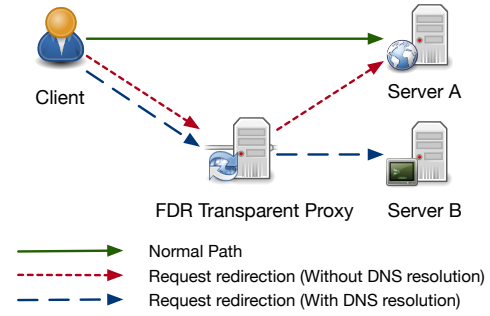 Client
Server A
FDR Transparent Proxy
Server B
Normal Path
Request redirection (Without DNS resolution)
Request redirection (With DNS resolution)